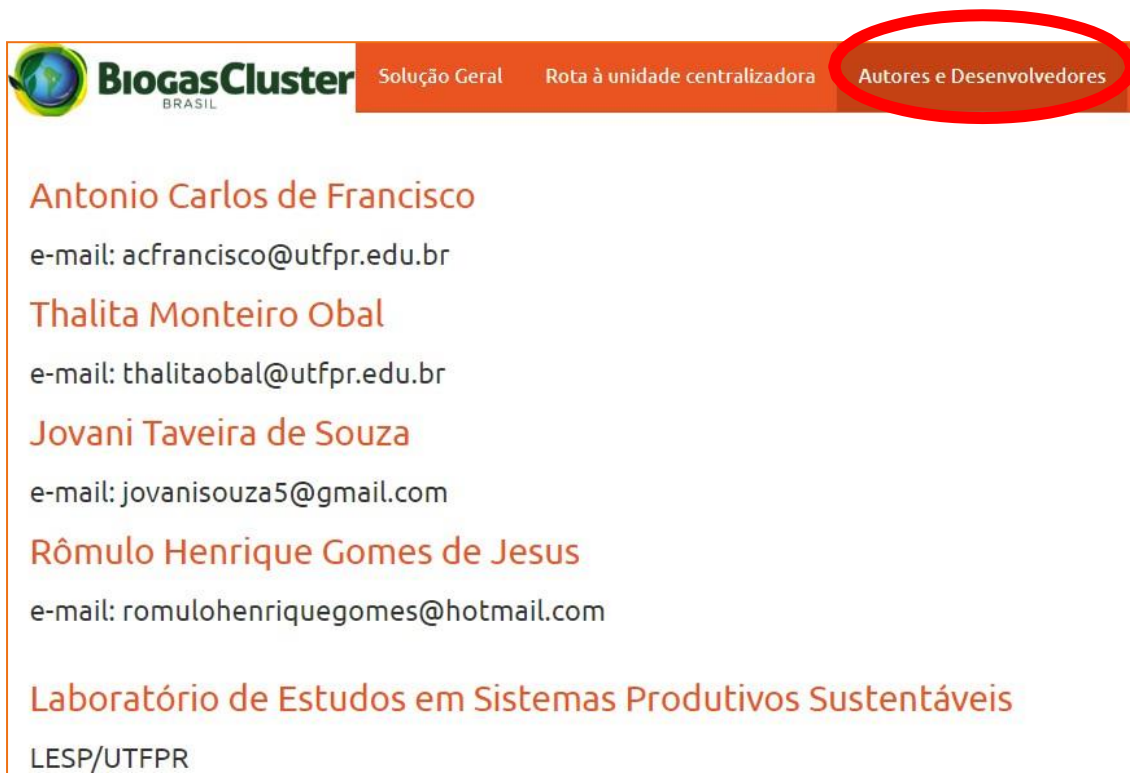 BIOGASCLUSTER
BRASIL
Solução Geral Rota à unidade centralizadora Autores e Desenvolvedores
Antonio Carlos de Francisco
e-mail: acfrancisco@utfpr.edu.br
Thalita Monteiro Obal
e-mail: thalitaobal@utfpr.edu.br
Jovani Taveira de Souza
e-mail: jovanisouza5@gmail.com
Rômulo Henrique Gomes de Jesus
e-mail: romulohenriquegomes@hotmail.com
Laboratório de Estudos em Sistemas Produtivos Sustentáveis
LESP/UTFPR